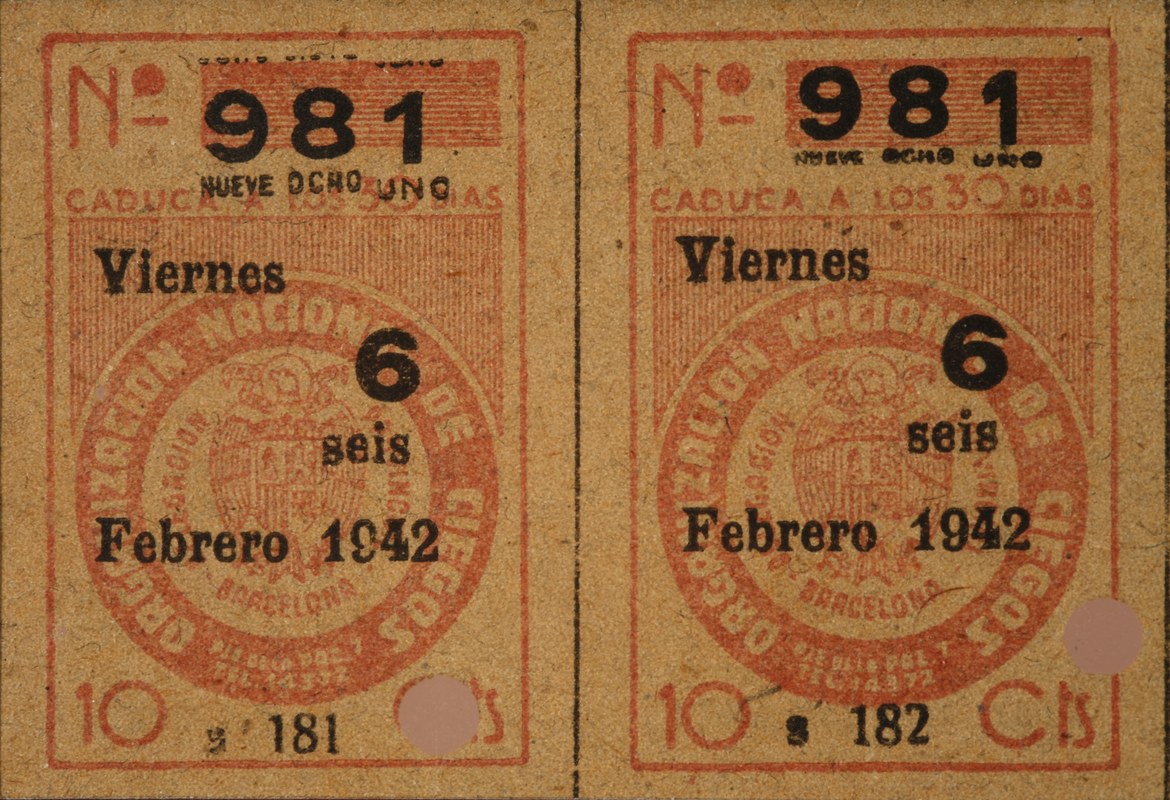 Nº 981
NUEVE OCHO UNO
CADUCA A LOS 30 DIAS
Viernes
6
seis
Febrero 1942
ORGANIZACION NACIONAL DE CIEGOS
BARCELONA
10 Cts
s 181
Nº 981
NUEVE OCHO UNO
CADUCA A LOS 30 DIAS
Viernes
6
seis
Febrero 1942
ORGANIZACION NACIONAL DE CIEGOS
BARCELONA
10 Cts
s 182